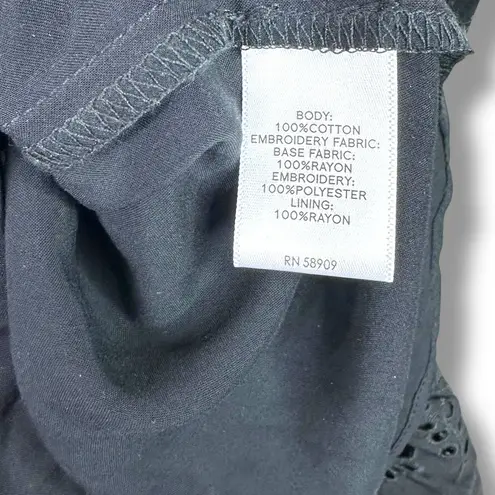 BODY:
100%COTTON
EMBROIDERY FABRIC:
BASE FABRIC:
100%RAYON
EMBROIDERY:
100%POLYESTER
LINING:
100%RAYON
RN 58909